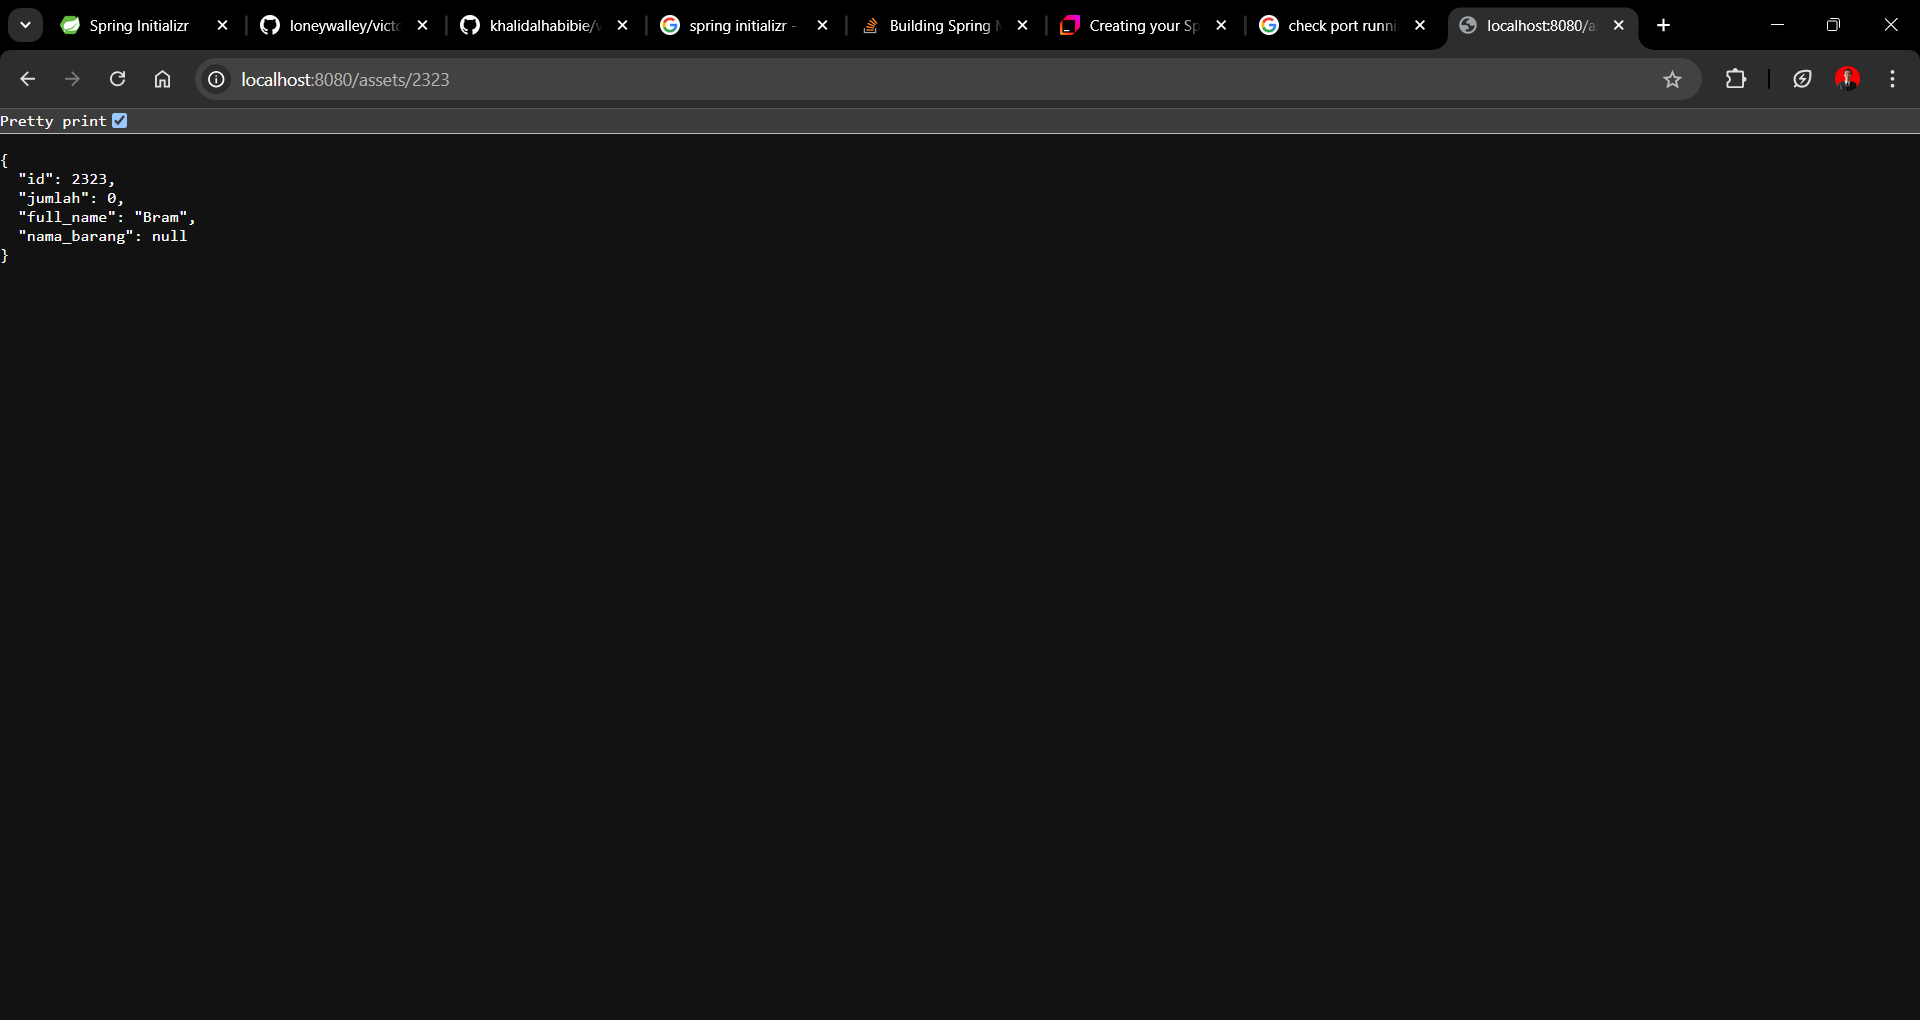 Spring Initializr
loneywalley/victo
khalidalhabibie/v
spring initializr -
Building Spring M
Creating your Sp
check port runni
localhost:8080/a
localhost:8080/assets/2323
Pretty print
{
"id": 2323,
"jumlah": 0,
"full_name": "Bram",
"nama_barang": null
}